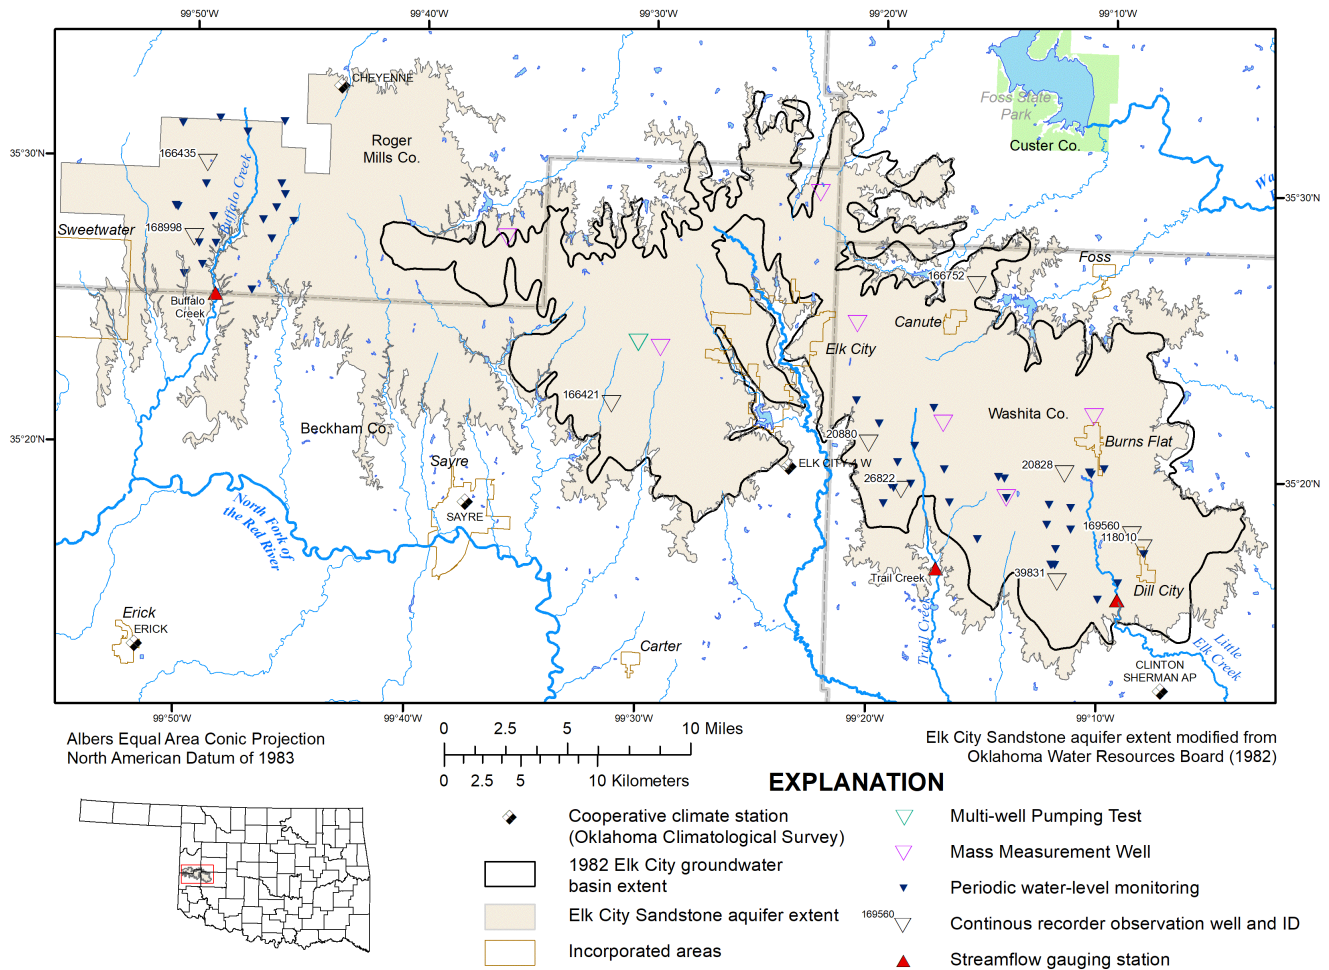 99°50'W
99°40'W
99°30'W
99°20'W
99°10'W
CHEYENNE
Foss State
Park
Custer Co.
Roger
Mills Co.
35°30'N
166435
Buffalo Creek
35°30'N
168998
Sweetwater
Foss
166752
Buffalo
Creek
Canute
Elk City
166421
Washita Co.
Beckham Co.
20880
Burns Flat
35°20'N
Sayre
ELK CITY 4 W
20828
26822
35°20'N
SAYRE
North Fork of
the Red River
169560
118010
Trail Creek
39831
Dill City
Erick
ERICK
Carter
Trail Creek
Little
Elk Creek
CLINTON
SHERMAN AP
99°50'W
99°40'W
99°30'W
99°20'W
99°10'W
Albers Equal Area Conic Projection
North American Datum of 1983
0 2.5 5 10 Miles
0 2.5 5 10 Kilometers
Elk City Sandstone aquifer extent modified from
Oklahoma Water Resources Board (1982)
EXPLANATION
Cooperative climate station
(Oklahoma Climatological Survey)
1982 Elk City groundwater
basin extent
Elk City Sandstone aquifer extent
Incorporated areas
Multi-well Pumping Test
Mass Measurement Well
Periodic water-level monitoring
169560
Continous recorder observation well and ID
Streamflow gauging station